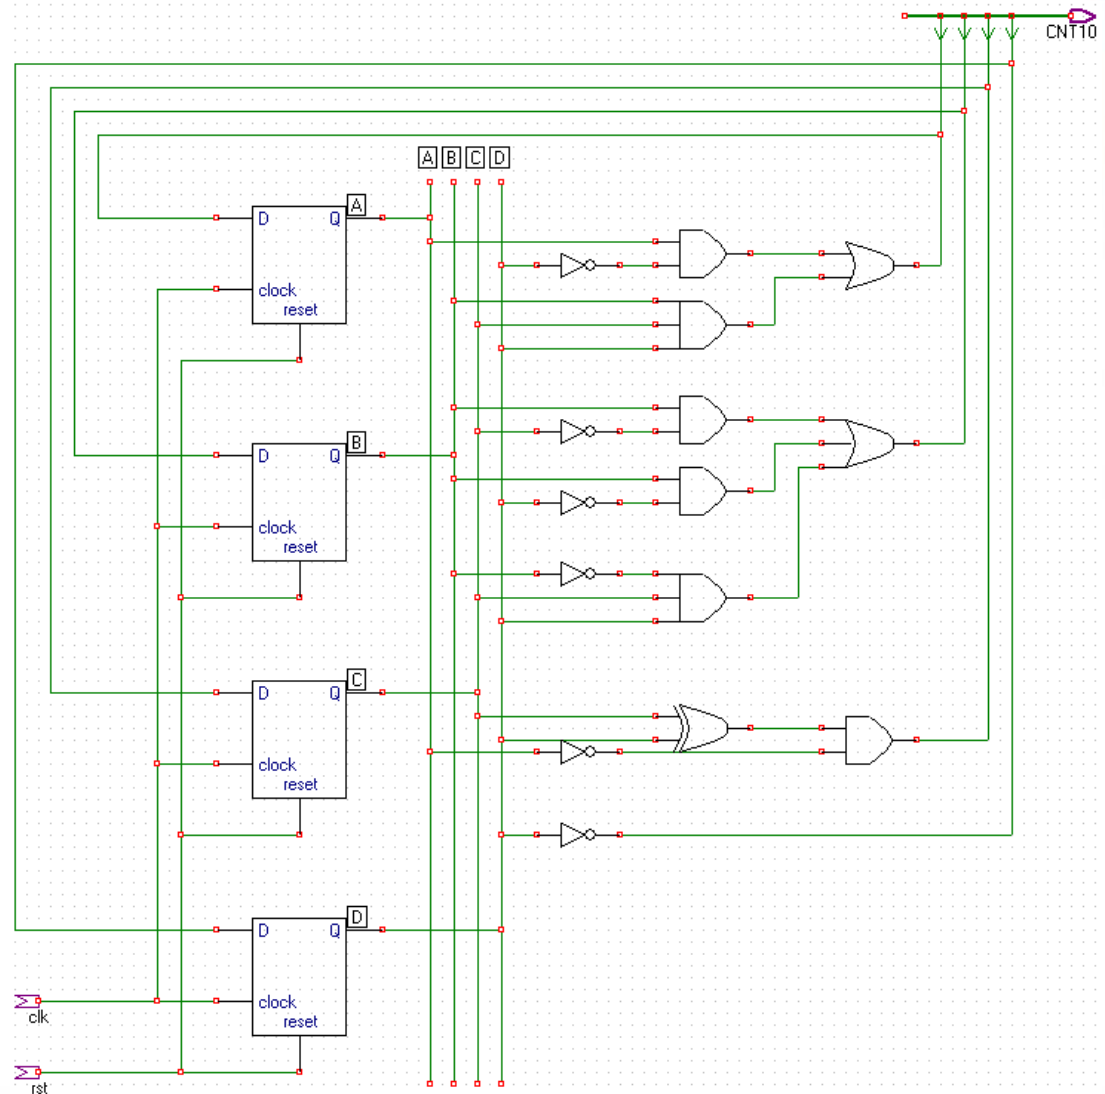 CNT10
A B C D
A
D Q
clock
reset
B
D Q
clock
reset
C
D Q
clock
reset
D
D Q
clock
reset
clk
rst